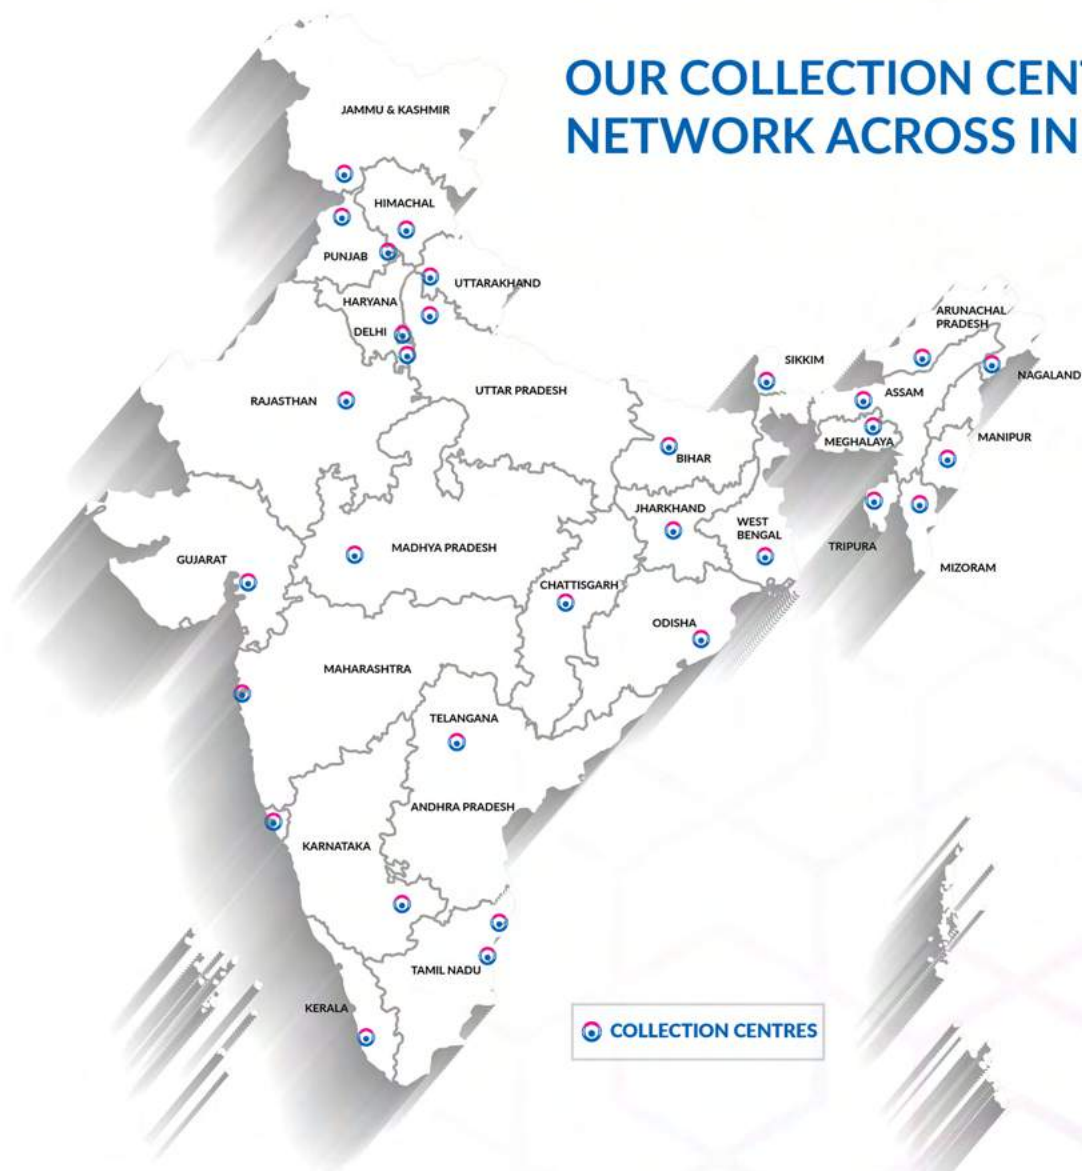 OUR COLLECTION CENT
NETWORK ACROSS IN
JAMMU & KASHMIR
HIMACHAL
PUNJAB
UTTARAKHAND
HARYANA
DELHI
ARUNACHAL
PRADESH
SIKKIM
NAGALAND
UTTAR PRADESH
ASSAM
RAJASTHAN
MEGHALAYA
MANIPUR
BIHAR
JHARKHAND
WEST
BENGAL
MADHYA PRADESH
TRIPURA
GUJARAT
MIZORAM
CHATTISGARH
ODISHA
MAHARASHTRA
TELANGANA
ANDHRA PRADESH
KARNATAKA
TAMIL NADU
KERALA
COLLECTION CENTRES